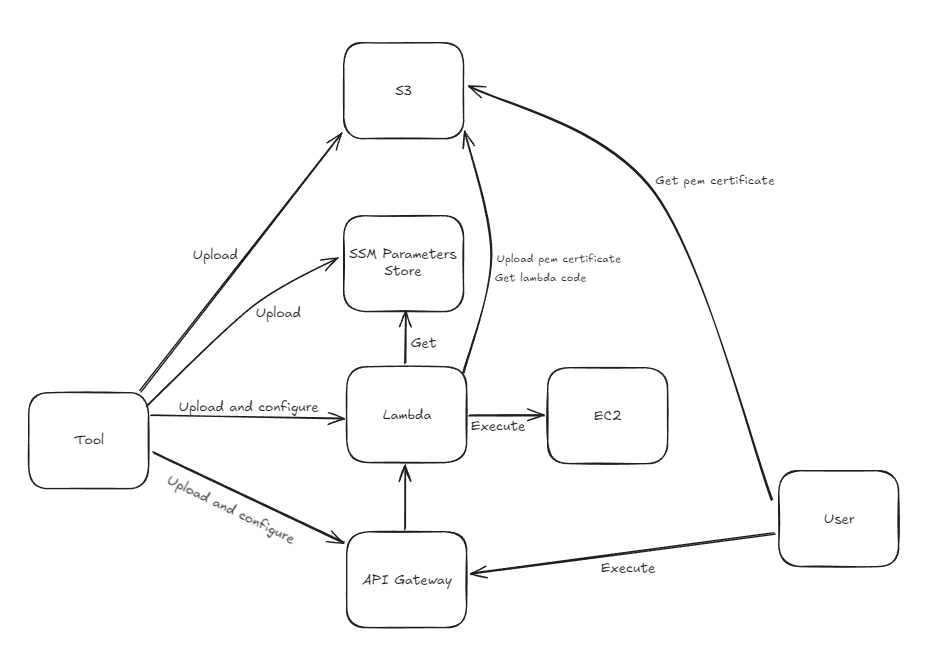 S3
Get pem certificate
Upload
SSM Parameters
Store
Upload pem certificate
Get lambda code
Upload
Get
Upload and configure
Lambda
Execute
EC2
Tool
Upload and configure
User
API Gateway
Execute